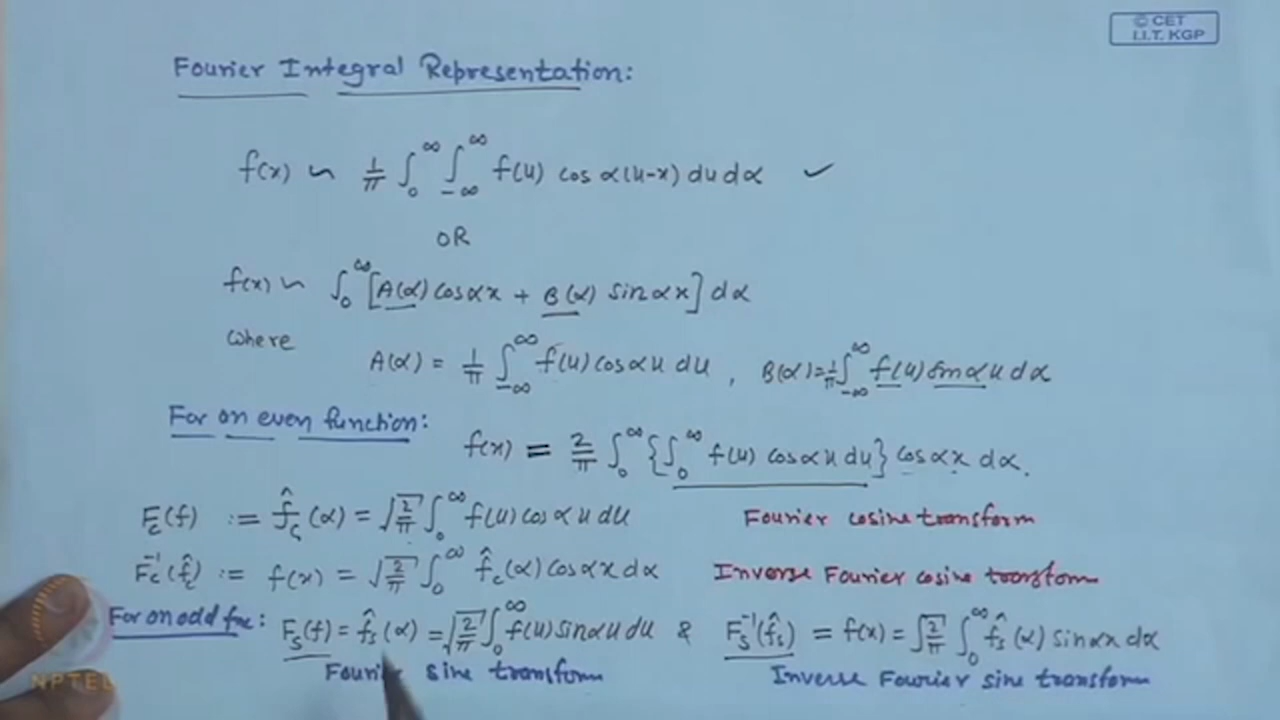 © CET
I.I.T. KGP
Fourier Integral Representation:
f(x) ∽ 1/π ∫_0^∞ ∫_{-∞}^∞ f(u) cos α(u-x) du dα ✓
OR
f(x) ∽ ∫_0^∞ [A(α) cos αx + B(α) sin αx] dα
where
A(α) = 1/π ∫_{-∞}^∞ f(u) cos αu du , B(α) = 1/π ∫_{-∞}^∞ f(u) sin αu dα
For an even function:
f(x) = 2/π ∫_0^∞ {∫_0^∞ f(u) cos αu du} cos αx dα.
F_c(f) := f̂_c(α) = √(2/π) ∫_0^∞ f(u) cos αu du Fourier cosine transform
F_c^{-1}(f̂_c) := f(x) = √(2/π) ∫_0^∞ f̂_c(α) cos αx dα Inverse Fourier cosine transform
For an odd fnc: F_s(f) = f̂_s(α) = √(2/π) ∫_0^∞ f(u) sin αu du & F_s^{-1}(f̂_s) = f(x) = √(2/π) ∫_0^∞ f̂_s(α) sin αx dα
Fourier sine transform Inverse Fourier sine transform
NPTEL